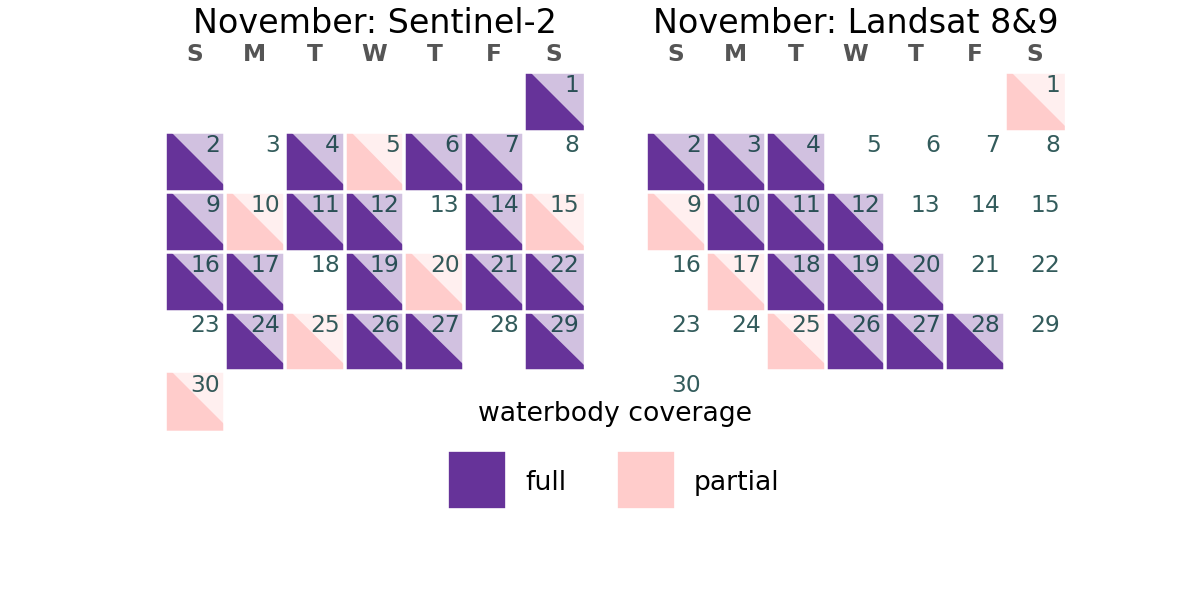 November: Sentinel-2
S M T W T F S
1
2 3 4 5 6 7 8
9 10 11 12 13 14 15
16 17 18 19 20 21 22
23 24 25 26 27 28 29
30
November: Landsat 8&9
S M T W T F S
1
2 3 4 5 6 7 8
9 10 11 12 13 14 15
16 17 18 19 20 21 22
23 24 25 26 27 28 29
30
waterbody coverage
full partial